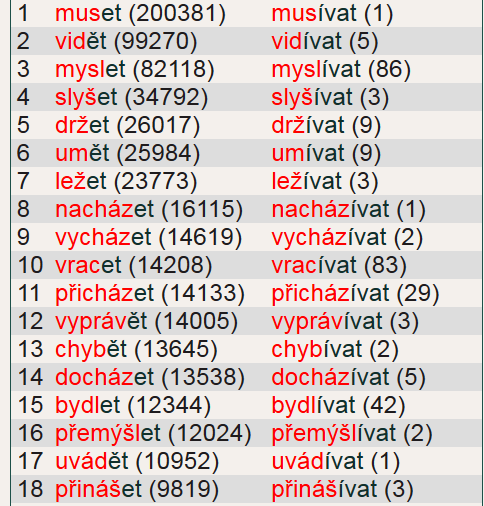 1 muset (200381) musívat (1)
2 vidět (99270) vidívat (5)
3 myslet (82118) myslívat (86)
4 slyšet (34792) slyšívat (3)
5 držet (26017) držívat (9)
6 umět (25984) umívat (9)
7 ležet (23773) ležívat (3)
8 nacházet (16115) nacházívat (1)
9 vycházet (14619) vycházívat (2)
10 vracet (14208) vracívat (83)
11 přicházet (14133) přicházívat (29)
12 vyprávět (14005) vyprávívat (3)
13 chybět (13645) chybívat (2)
14 docházet (13538) docházívat (5)
15 bydlet (12344) bydlívat (42)
16 přemýšlet (12024) přemýšlívat (2)
17 uvádět (10952) uvádívat (1)
18 přinášet (9819) přinášívat (3)